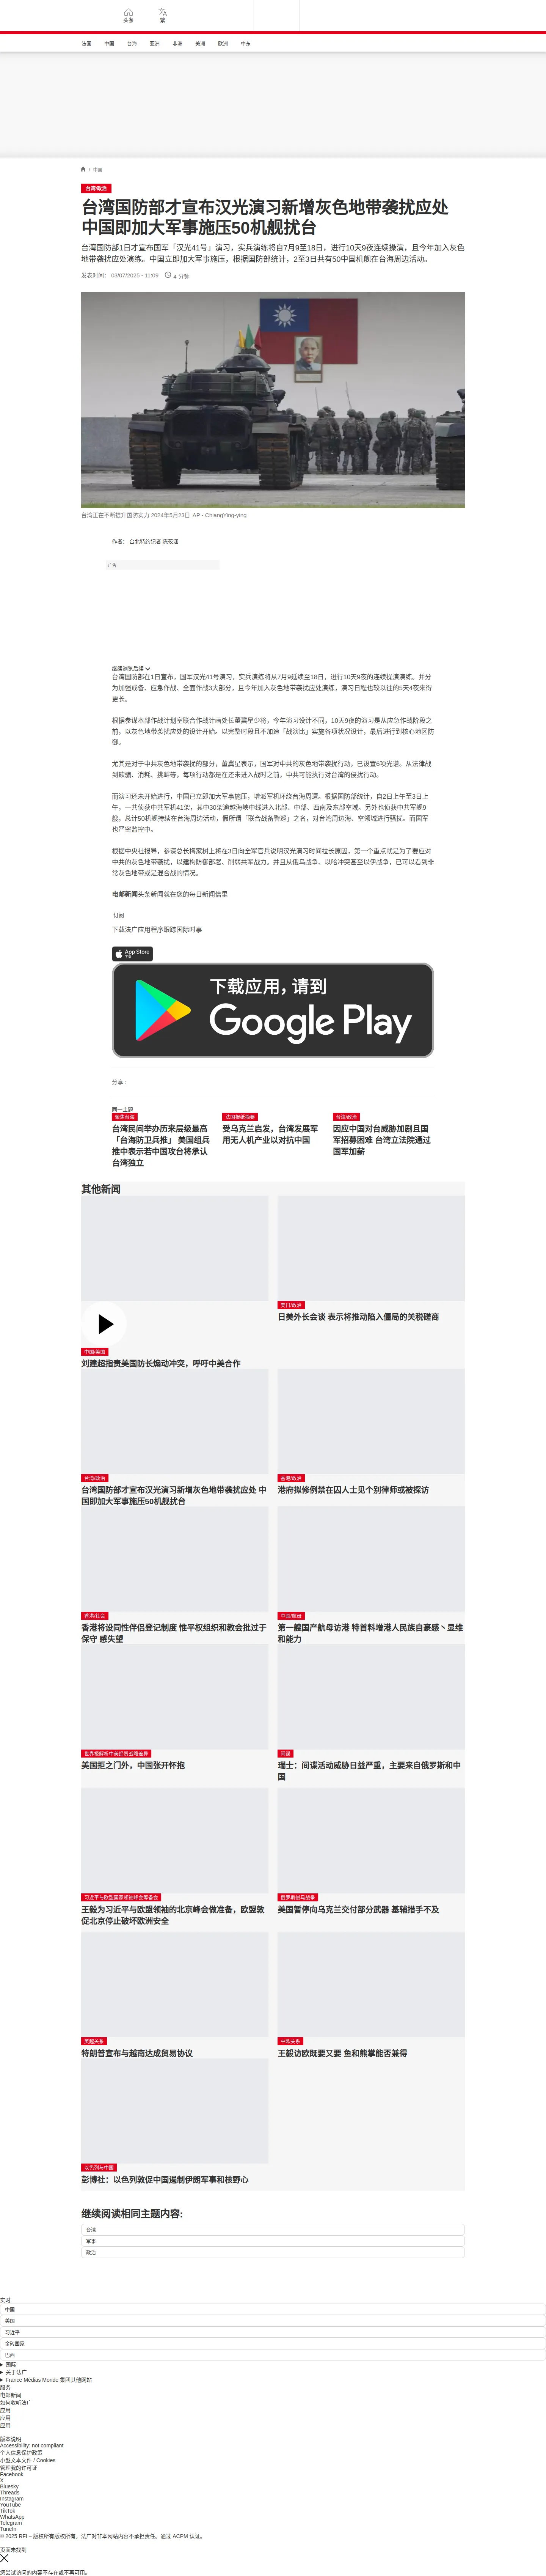 头条
繁
法国
中国
台海
亚洲
非洲
美洲
欧洲
中东
/ 中国
台湾/政治
台湾国防部才宣布汉光演习新增灰色地带袭扰应处
中国即加大军事施压50机舰扰台
台湾国防部1日才宣布国军「汉光41号」演习，实兵演练将自7月9至18日，进行10天9夜连续操演，且今年加入灰色
地带袭扰应处演练。中国立即加大军事施压，根据国防部统计，2至3日共有50中国机舰在台海周边活动。
发表时间： 03/07/2025 - 11:09
4 分钟
台湾正在不断提升国防实力 2024年5月23日 AP - ChiangYing-ying
作者： 台北特约记者 陈筱涵
广告
继续浏览后续
台湾国防部在1日宣布，国军汉光41号演习，实兵演练将从7月9延续至18日，进行10天9夜的连续操演演练。并分
为加强戒备、应急作战、全面作战3大部分，且今年加入灰色地带袭扰应处演练，演习日程也较以往的5天4夜来得
更长。
根据参谋本部作战计划室联合作战计画处长董翼星少将，今年演习设计不同，10天9夜的演习是从应急作战阶段之
前，以灰色地带袭扰应处的设计开始。以完整时段且不加速「战演比」实施各项状况设计，最后进行到核心地区防
御。
尤其是对于中共灰色地带袭扰的部分，董翼星表示，国军对中共的灰色地带袭扰行动，已设置6项光谱。从法律战
到欺骗、消耗、挑衅等，每项行动都是在还未进入战时之前，中共可能执行对台湾的侵扰行动。
而演习还未开始进行，中国已立即加大军事施压，增派军机环绕台海周遭。根据国防部统计，自2日上午至3日上
午，一共侦获中共军机41架，其中30架逾越海峡中线进入北部、中部、西南及东部空域。另外也侦获中共军舰9
艘，总计50机舰持续在台海周边活动，假所谓「联合战备警巡」之名，对台湾周边海、空领域进行骚扰。而国军
也严密监控中。
根据中央社报导，参谋总长梅家树上将在3日向全军官兵说明汉光演习时间拉长原因。第一个重点就是为了要应对
中共的灰色地带袭扰，以建构防御部署、削弱共军战力。并且从俄乌战争、以哈冲突甚至以伊战争，已可以看到非
常灰色地带或是混合战的情况。
电邮新闻头条新闻就在您的每日新闻信里
订阅
下载法广应用程序跟踪国际时事
App Store
下载
下载应用，请到
Google Play
分享 :
同一主题
聚焦台海
台湾民间举办历来层级最高
「台海防卫兵推」 美国组兵
推中表示若中国攻台将承认
台湾独立
法国报纸摘要
受乌克兰启发，台湾发展军
用无人机产业以对抗中国
台湾/政治
因应中国对台威胁加剧且国
军招募困难 台湾立法院通过
国军加薪
其他新闻
中国/美国
刘建超指责美国防长煽动冲突，呼吁中美合作
美日/政治
日美外长会谈 表示将推动陷入僵局的关税磋商
台湾/政治
台湾国防部才宣布汉光演习新增灰色地带袭扰应处 中
国即加大军事施压50机舰扰台
香港/政治
港府拟修例禁在囚人士见个别律师或被探访
香港/社会
香港将设同性伴侣登记制度 惟平权组织和教会批过于
保守 感失望
中国/航母
第一艘国产航母访港 特首料增港人民族自豪感丶显维
和能力
世界报解析中美经贸战略差异
美国拒之门外，中国张开怀抱
间谍
瑞士：间谍活动威胁日益严重，主要来自俄罗斯和中
国
习近平与欧盟国家领袖峰会筹备会
王毅为习近平与欧盟领袖的北京峰会做准备，欧盟敦
促北京停止破坏欧洲安全
俄罗斯侵乌战争
美国暂停向乌克兰交付部分武器 基辅措手不及
美越关系
特朗普宣布与越南达成贸易协议
中欧关系
王毅访欧既要又要 鱼和熊掌能否兼得
以色列与中国
彭博社：以色列敦促中国遏制伊朗军事和核野心
继续阅读相同主题内容:
台湾
军事
政治
实时
中国
美国
习近平
金砖国家
巴西
国际
关于法广
France Médias Monde 集团其他网站
服务
电邮新闻
如何收听法广
应用
应用
应用
版本说明
Accessibility: not compliant
个人信息保护政策
小型文本文件 / Cookies
管理我的许可证
Facebook
X
Bluesky
Threads
Instagram
YouTube
TikTok
WhatsApp
Telegram
TuneIn
© 2025 RFI – 版权所有版权所有。法广对非本网站内容不承担责任。通过 ACPM 认证。
页面未找到
您尝试访问的内容不存在或不再可用。